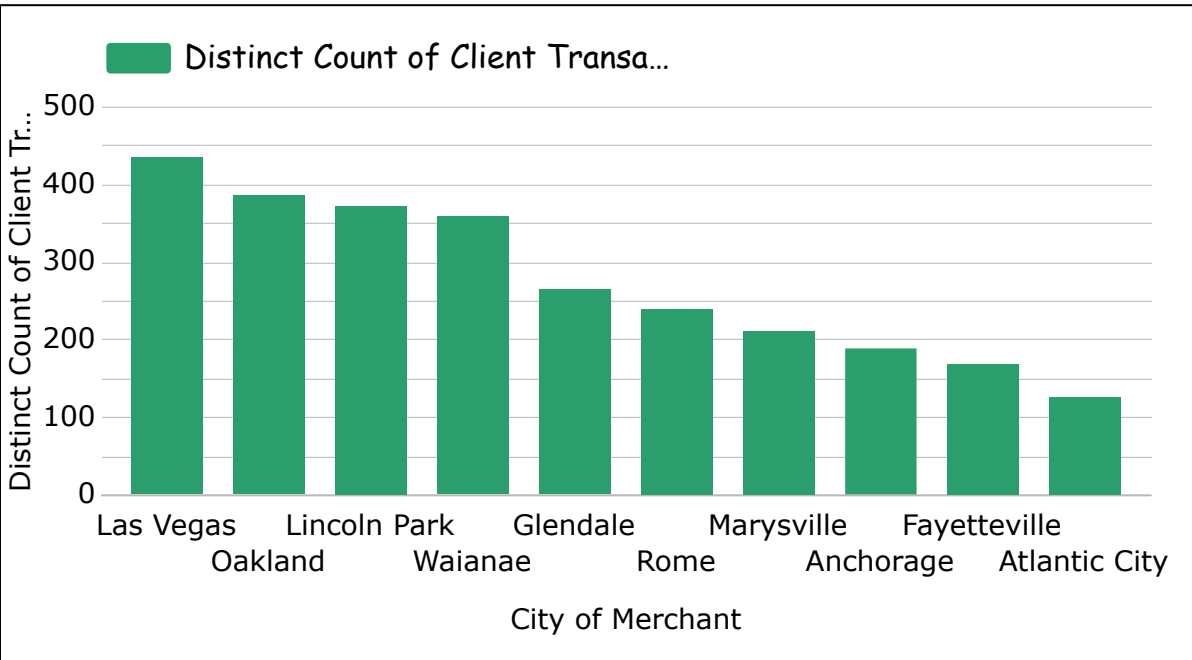 Distinct Count of Client Transa...
Distinct Count of Client Tr...
500
400
300
200
100
0
Las Vegas
Oakland
Lincoln Park
Waianae
Glendale
Rome
Marysville
Anchorage
Fayetteville
Atlantic City
City of Merchant